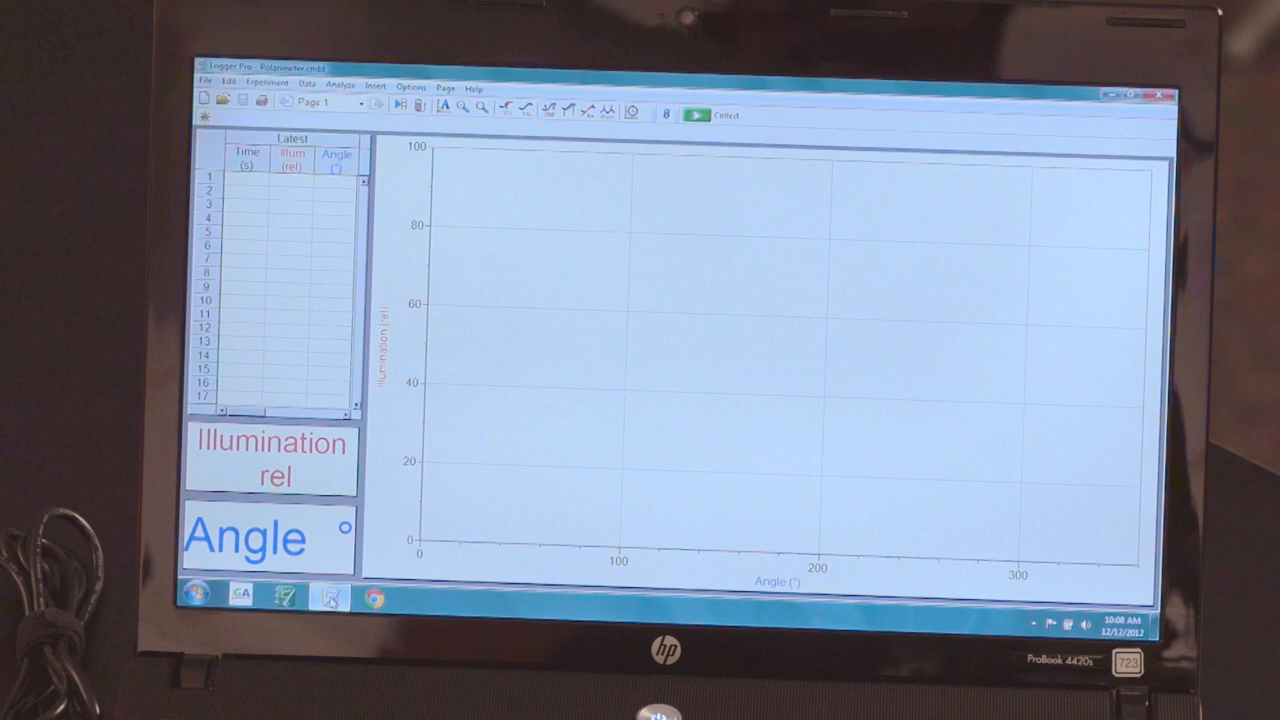 Logger Pro - Polarimeter.cmbl
File Edit Experiment Data Analyze Insert Options Page Help
Page 1
Collect
Latest
Time Illum Angle
(s) (rel) (°)
1
2
3
4
5
6
7
8
9
10
11
12
13
14
15
16
17
Illumination
rel
Angle °
100
80
60
40
20
0
Illumination (rel)
0 100 200 300
Angle (°)
GA
10:08 AM
12/12/2012
hp
ProBook 4420s
723